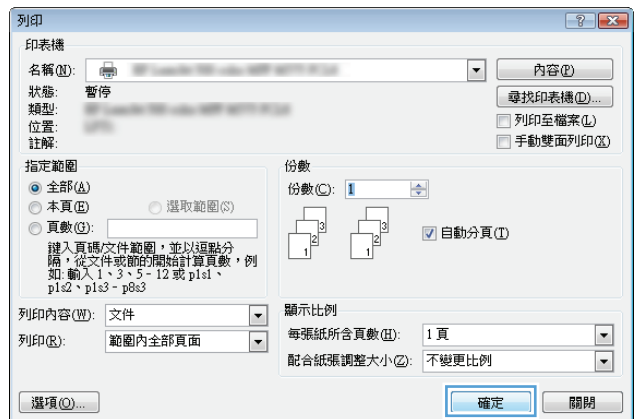 列印
印表機
名稱(N):
內容(P)
狀態: 暫停
尋找印表機(D)...
類型:
位置:
列印至檔案(L)
註解:
手動雙面列印(X)
指定範圍
全部(A)
本頁(E) 選取範圍(S)
頁數(G):
鍵入頁碼/文件範圍，並以逗點分
隔，從文件或節的開始計算頁數，例
如: 輸入 1、3、5 - 12 或 p1s1、
p1s2、p1s3 - p8s3
份數
份數(C): 1
3 3
2 2
1 1
自動分頁(T)
列印內容(W): 文件
列印(R): 範圍內全部頁面
顯示比例
每張紙所含頁數(H): 1 頁
配合紙張調整大小(Z): 不變更比例
選項(O)...
確定
關閉